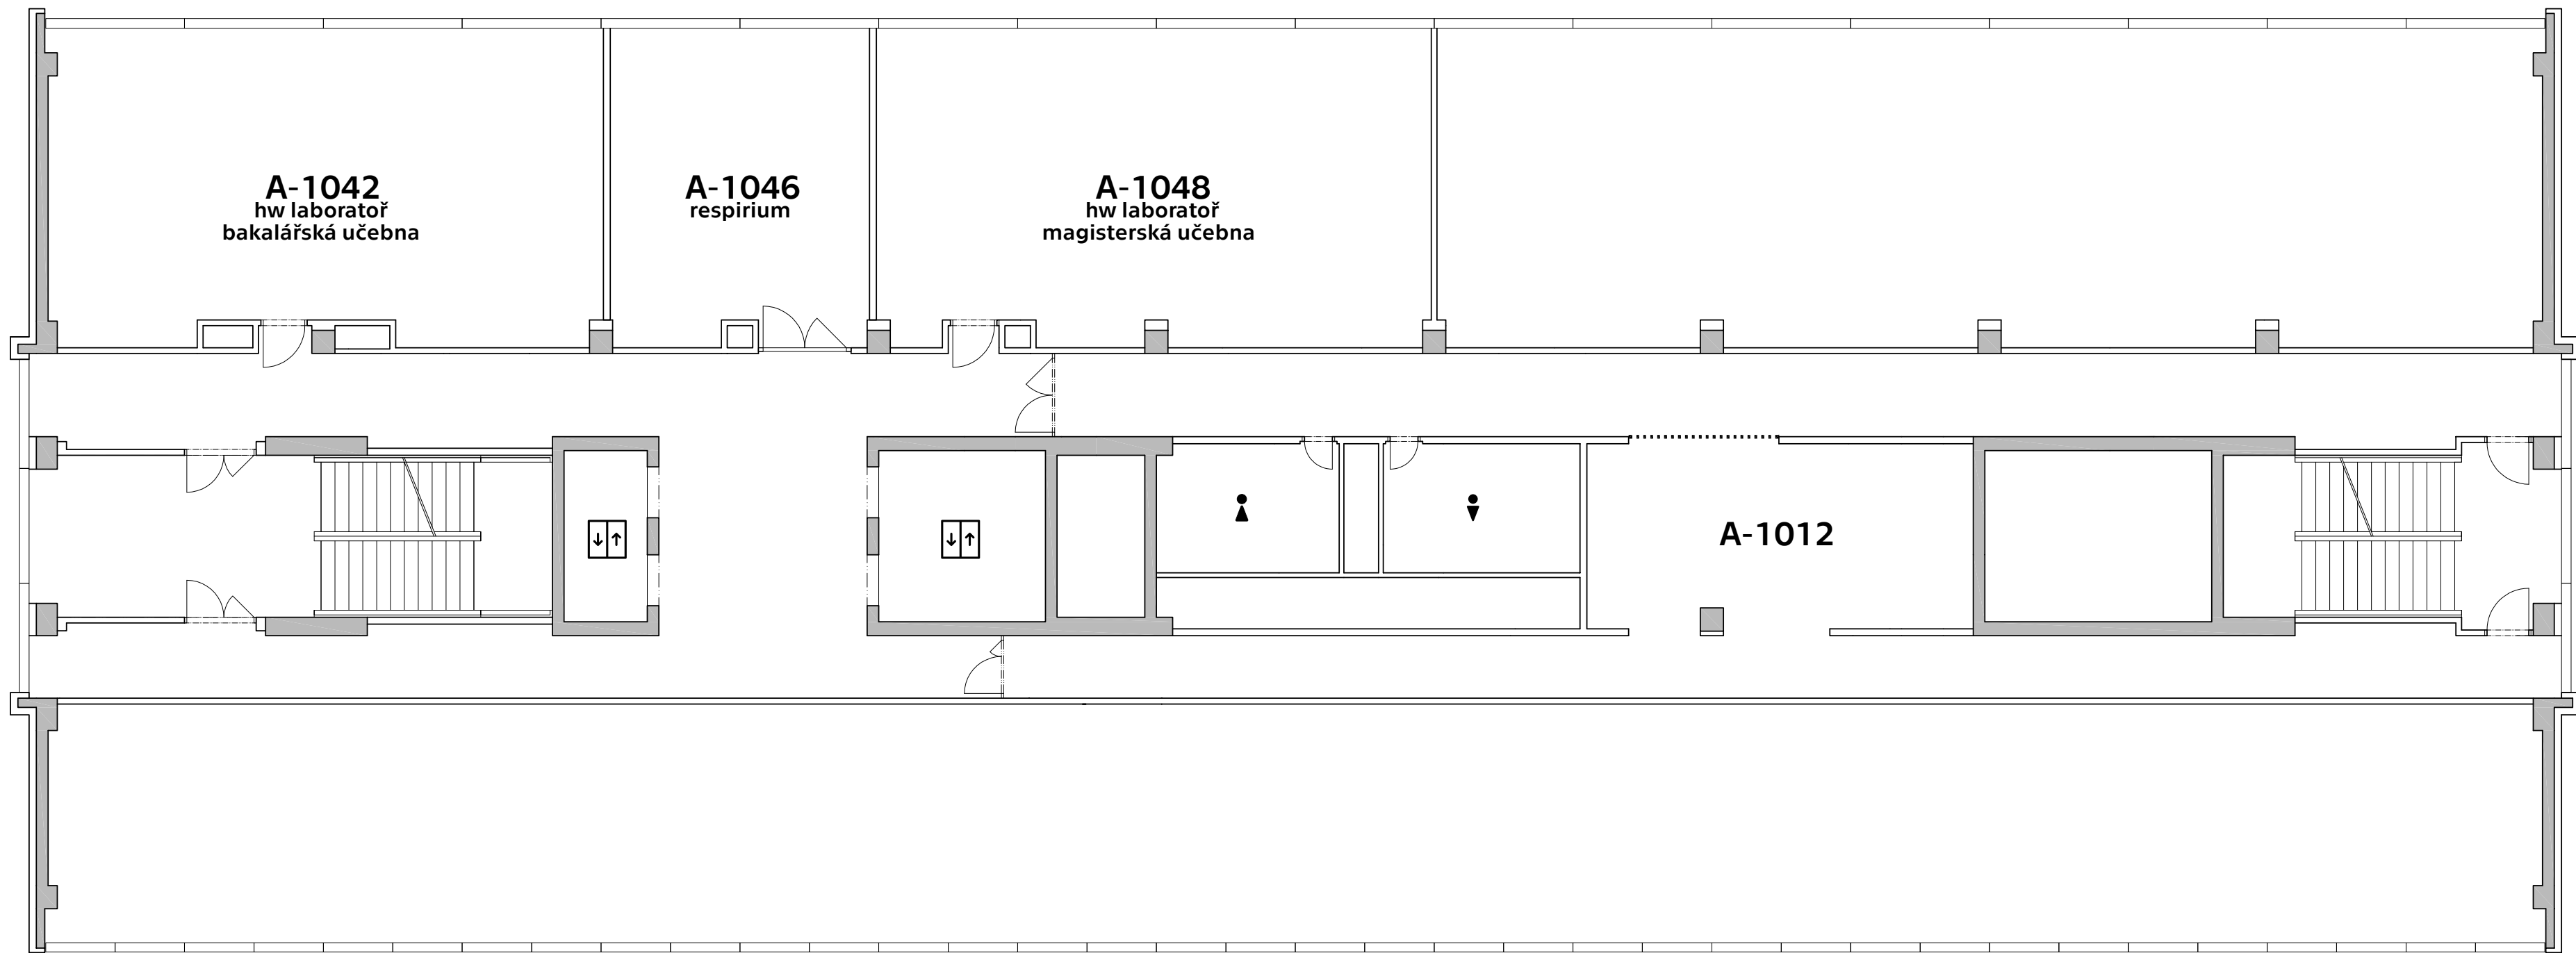 A-1042
hw laboratoř
bakalářská učebna
A-1046
respirium
A-1048
hw laboratoř
magisterská učebna
A-1012